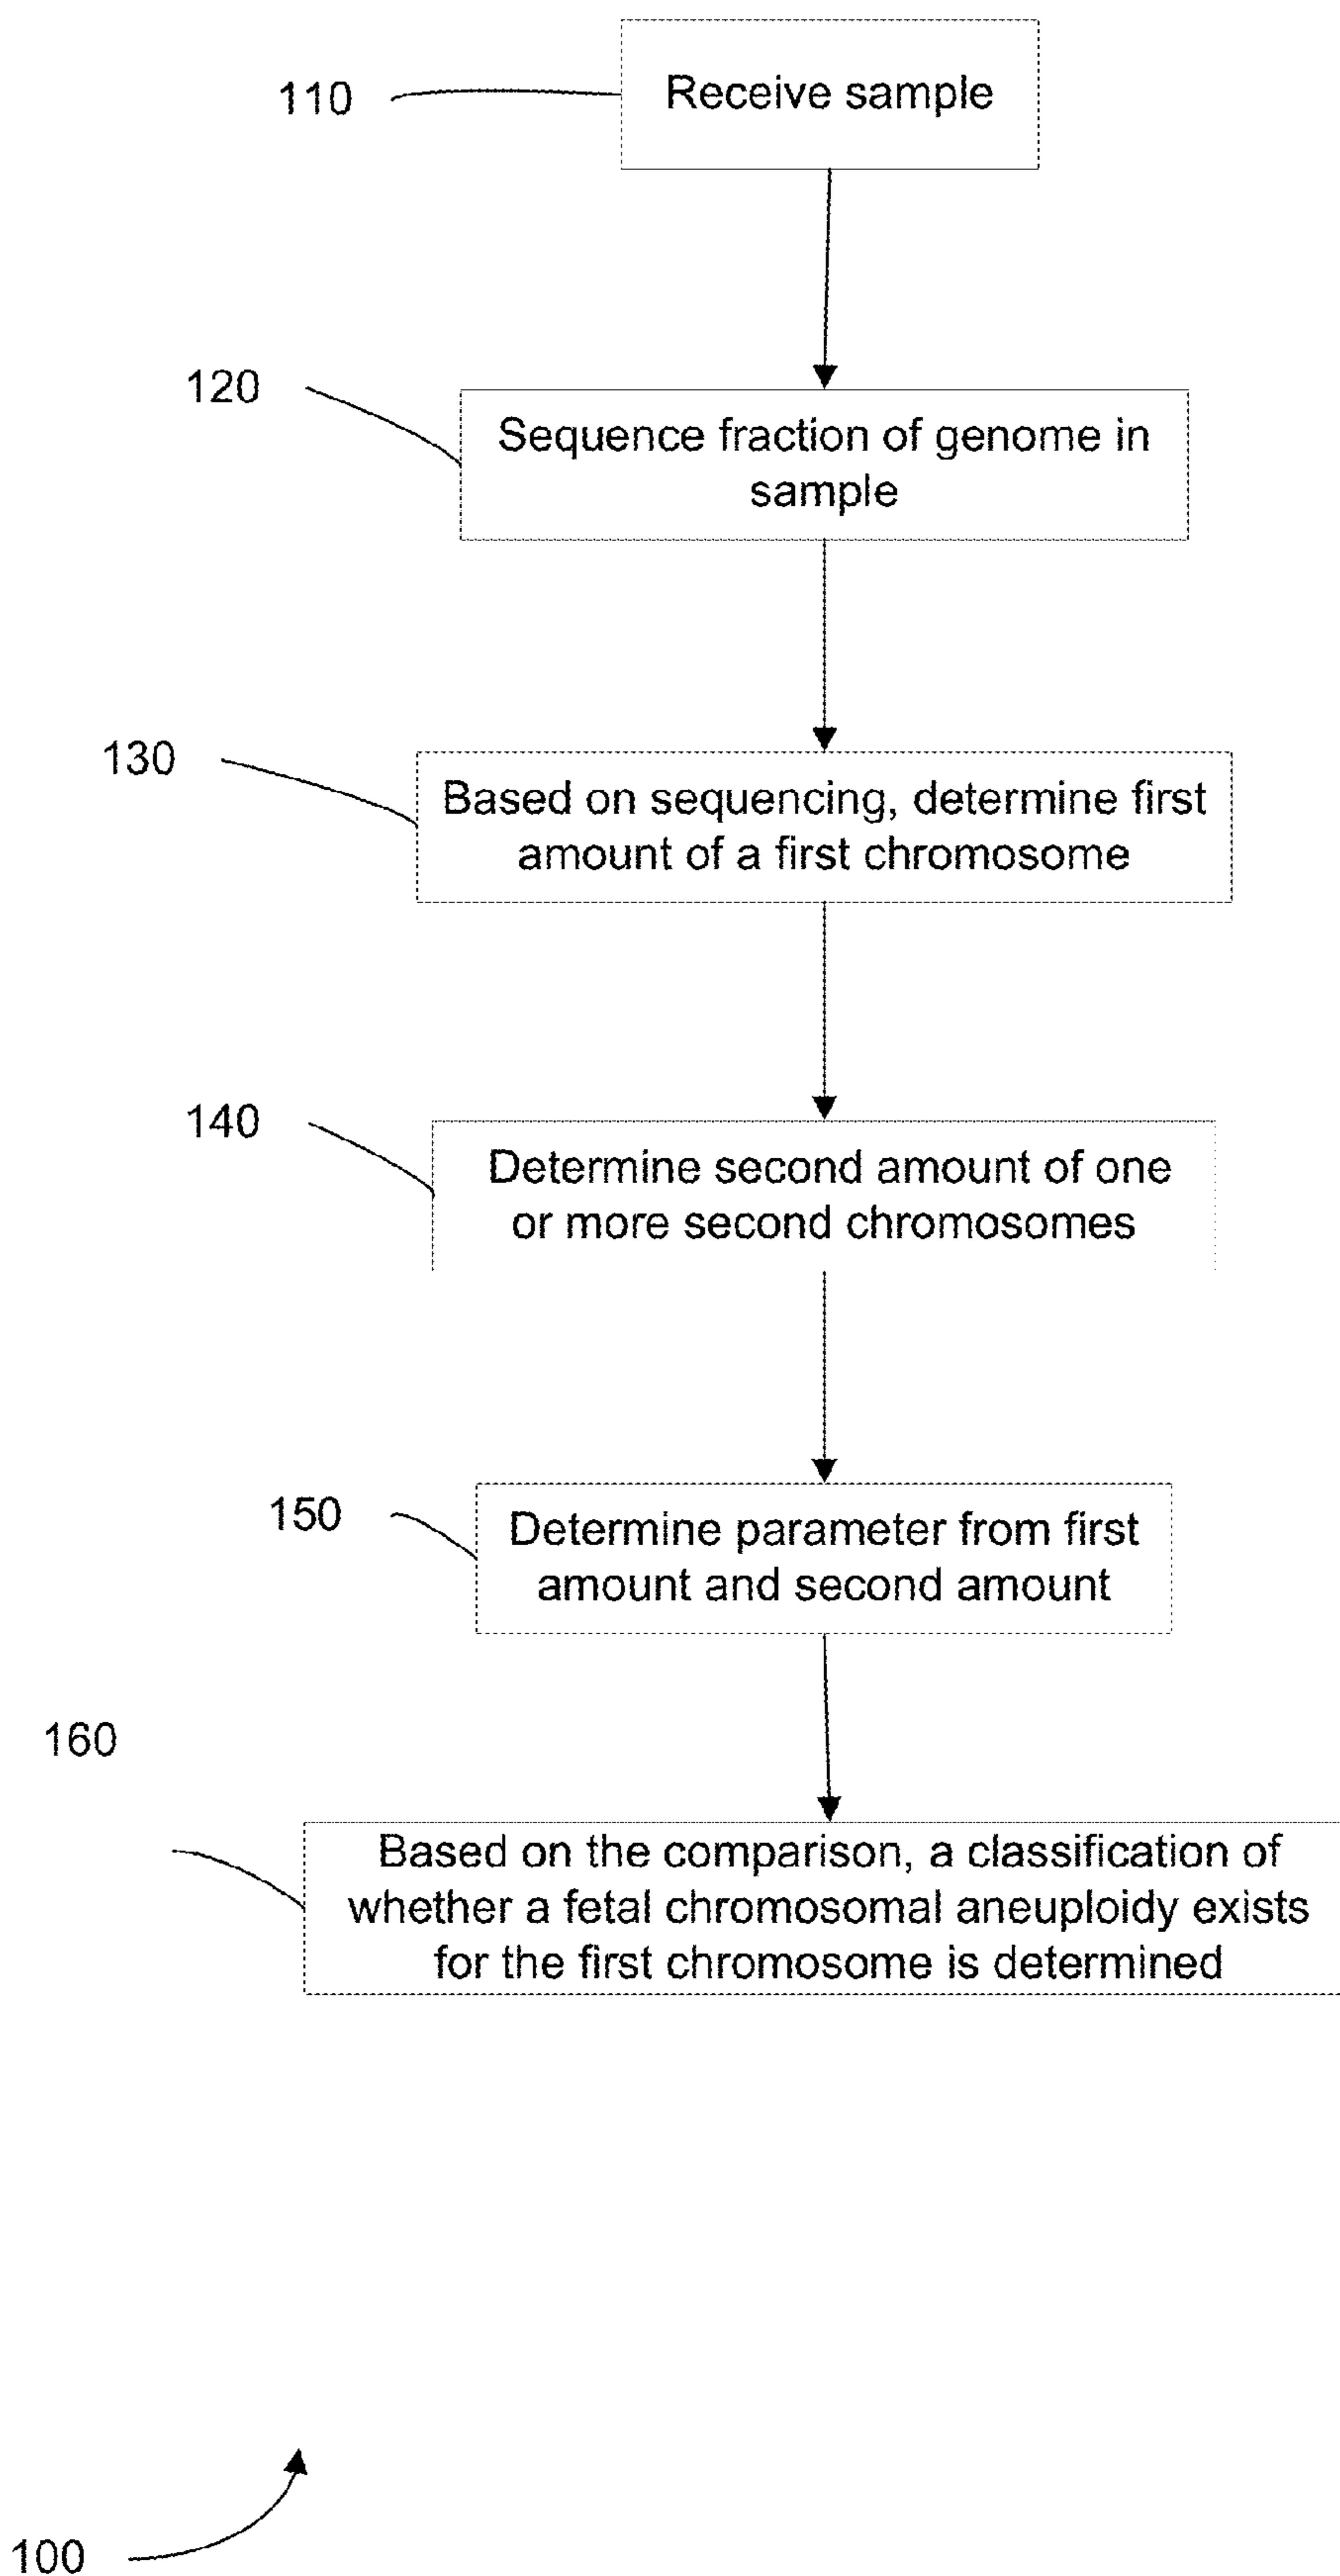 110
Receive sample
120
Sequence fraction of genome in
sample
130
Based on sequencing, determine first
amount of a first chromosome
140
Determine second amount of one
or more second chromosomes
150
Determine parameter from first
amount and second amount
160
Based on the comparison, a classification of
whether a fetal chromosomal aneuploidy exists
for the first chromosome is determined
100